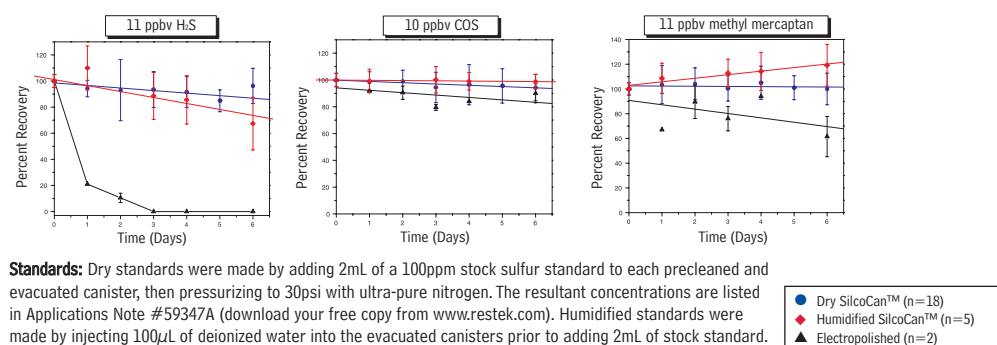 11 ppbv H₂S
10 ppbv COS
11 ppbv methyl mercaptan
Percent Recovery
120
100
80
60
40
20
0
0 1 2 3 4 5 6
Time (Days)
Percent Recovery
120
100
80
60
40
20
0
0 1 2 3 4 5 6
Time (Days)
Percent Recovery
140
120
100
80
60
40
20
0
0 1 2 3 4 5 6
Time (Days)
Standards: Dry standards were made by adding 2mL of a 100ppm stock sulfur standard to each precleaned and
evacuated canister, then pressurizing to 30psi with ultra-pure nitrogen. The resultant concentrations are listed
in Applications Note #59347A (download your free copy from www.restek.com). Humidified standards were
made by injecting 100µL of deionized water into the evacuated canisters prior to adding 2mL of stock standard.
Dry SilcoCan™ (n=18)
Humidified SilcoCan™ (n=5)
Electropolished (n=2)